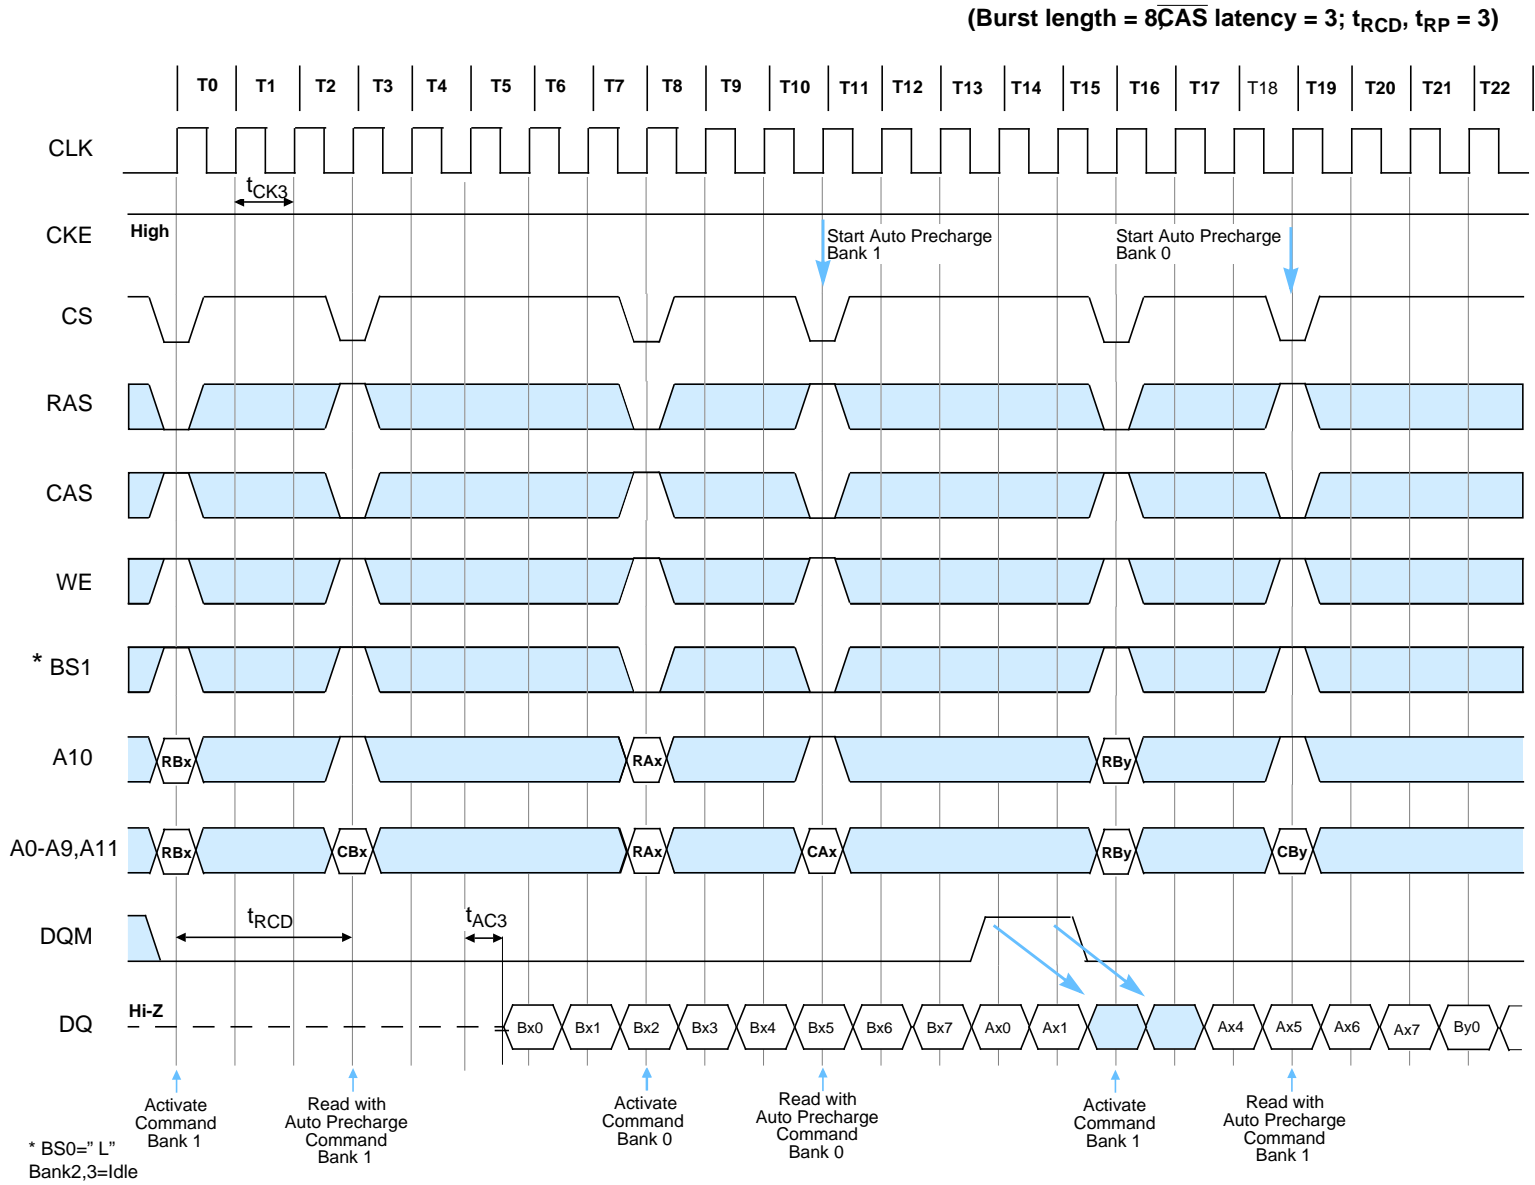 (Burst length = 8, CAS latency = 3; tRCD, tRP = 3)
T0 T1 T2 T3 T4 T5 T6 T7 T8 T9 T10 T11 T12 T13 T14 T15 T16 T17 T18 T19 T20 T21 T22
CLK
tCK3
CKE
High
Start Auto Precharge
Bank 1
Start Auto Precharge
Bank 0
CS
RAS
CAS
WE
* BS1
A10
RBx RAx RBy
A0-A9,A11
RBx CBx RAx CAx RBy CBy
DQM
tRCD
tAC3
DQ
Hi-Z
Bx0 Bx1 Bx2 Bx3 Bx4 Bx5 Bx6 Bx7 Ax0 Ax1 Ax4 Ax5 Ax6 Ax7 By0
Activate
Command
Bank 1
Read with
Auto Precharge
Command
Bank 1
Activate
Command
Bank 0
Read with
Auto Precharge
Command
Bank 0
Activate
Command
Bank 1
Read with
Auto Precharge
Command
Bank 1
* BS0=” L”
Bank2,3=Idle